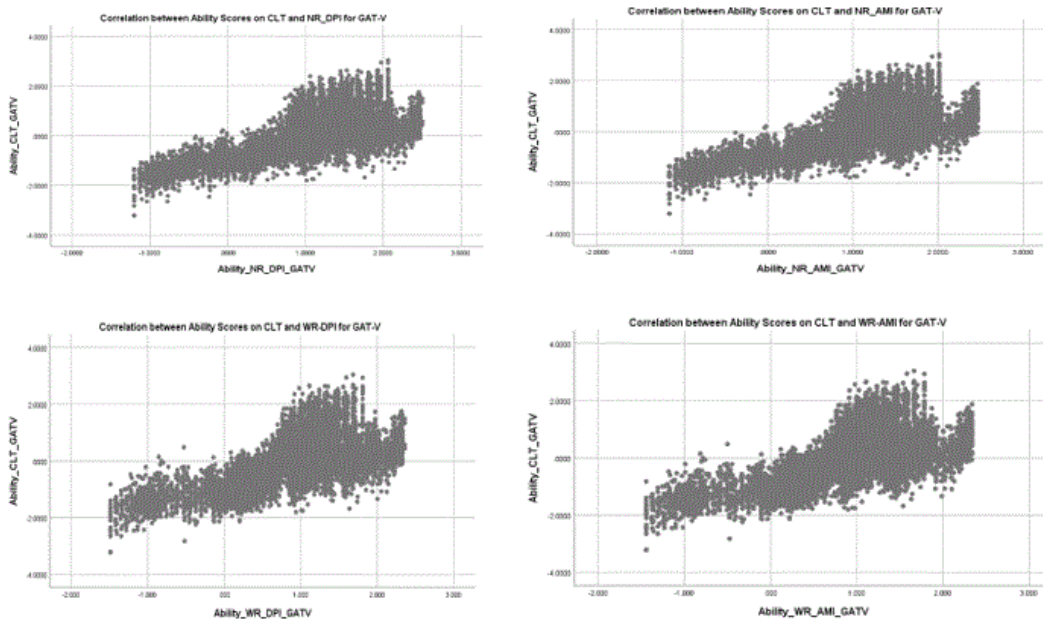 Correlation between Ability Scores on CLT and NR_DPI for GAT-V
4.0000
2.0000
.0000
-2.0000
-4.0000
Ability_CLT_GATV
-2.0000 -1.0000 .0000 1.0000 2.0000 3.0000
Ability_NR_DPI_GATV
Correlation between Ability Scores on CLT and NR_AMI for GAT-V
4.0000
2.0000
.0000
-2.0000
-4.0000
Ability_CLT_GATV
-2.0000 -1.0000 .0000 1.0000 2.0000 3.0000
Ability_NR_AMI_GATV
Correlation between Ability Scores on CLT and WR-DPI for GAT-V
4.0000
2.0000
.0000
-2.0000
-4.0000
Ability_CLT_GATV
-2.000 -1.000 .000 1.000 2.000 3.000
Ability_WR_DPI_GATV
Correlation between Ability Scores on CLT and WR-AMI for GAT-V
4.0000
2.0000
.0000
-2.0000
-4.0000
Ability_CLT_GATV
-2.000 -1.000 .000 1.000 2.000 3.000
Ability_WR_AMI_GATV